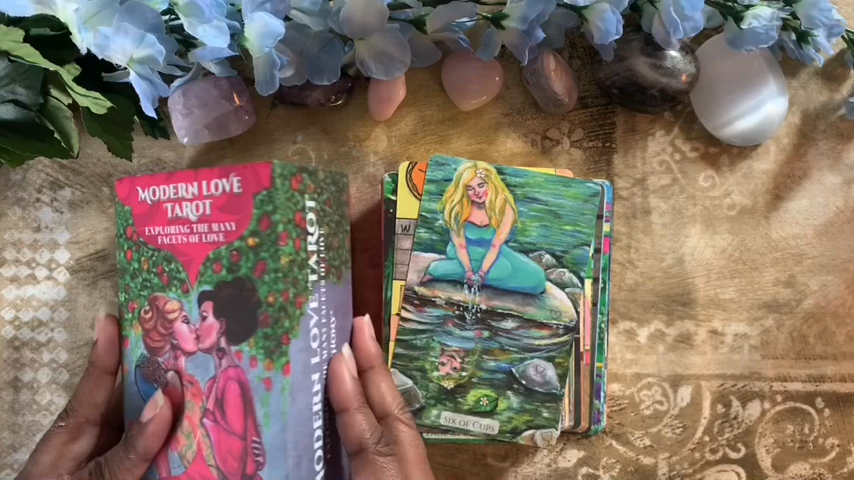 MODERN LOVE
TAROT
EXPLORING THE MANY
FACETS OF LOVE
MODERN LOVE TAROT
W
SIX OF CUPS